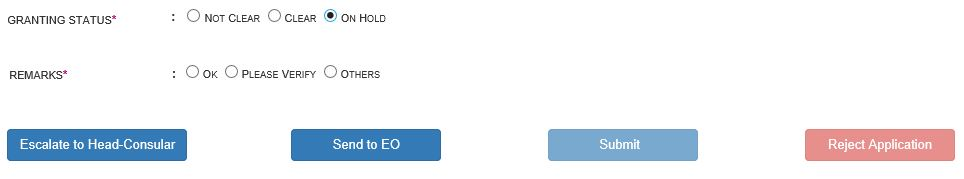 GRANTING STATUS* : NOT CLEAR CLEAR ON HOLD
REMARKS* : OK PLEASE VERIFY OTHERS
Escalate to Head-Consular Send to EO Submit Reject Application